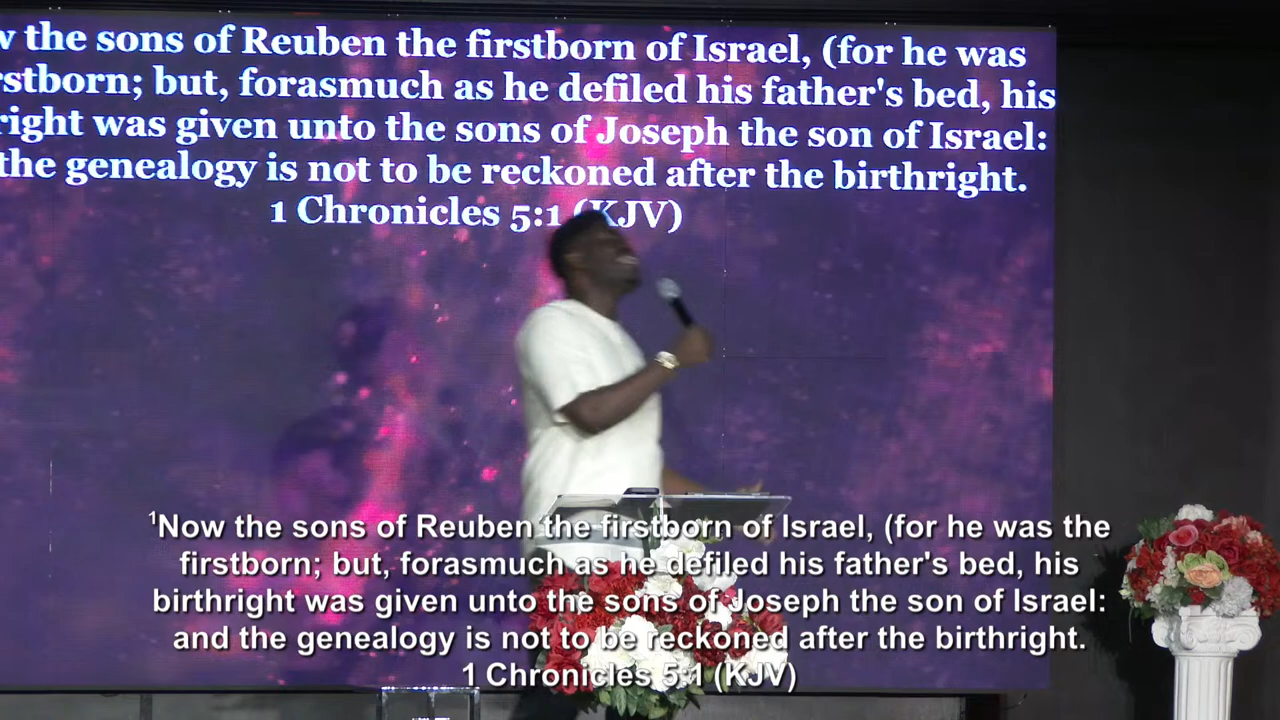 the sons of Reuben the firstborn of Israel, (for he was
but, forasmuch as he defiled his father's bed, his
was given unto the sons of Joseph the son of Israel:
the genealogy is not to be reckoned after the birthright.
1 Chronicles 5:1 (KJV)
1Now the sons of Reuben the firstborn of Israel, (for he was the
firstborn; but, forasmuch as he defiled his father's bed, his
birthright was given unto the sons of Joseph the son of Israel:
and the genealogy is not to be reckoned after the birthright.
1 Chronicles 5:1 (KJV)